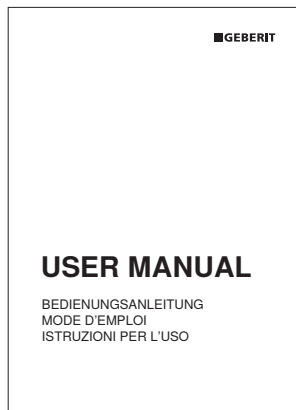 GEBERIT
USER MANUAL
BEDIENUNGSANLEITUNG
MODE D'EMPLOI
ISTRUZIONI PER L'USO